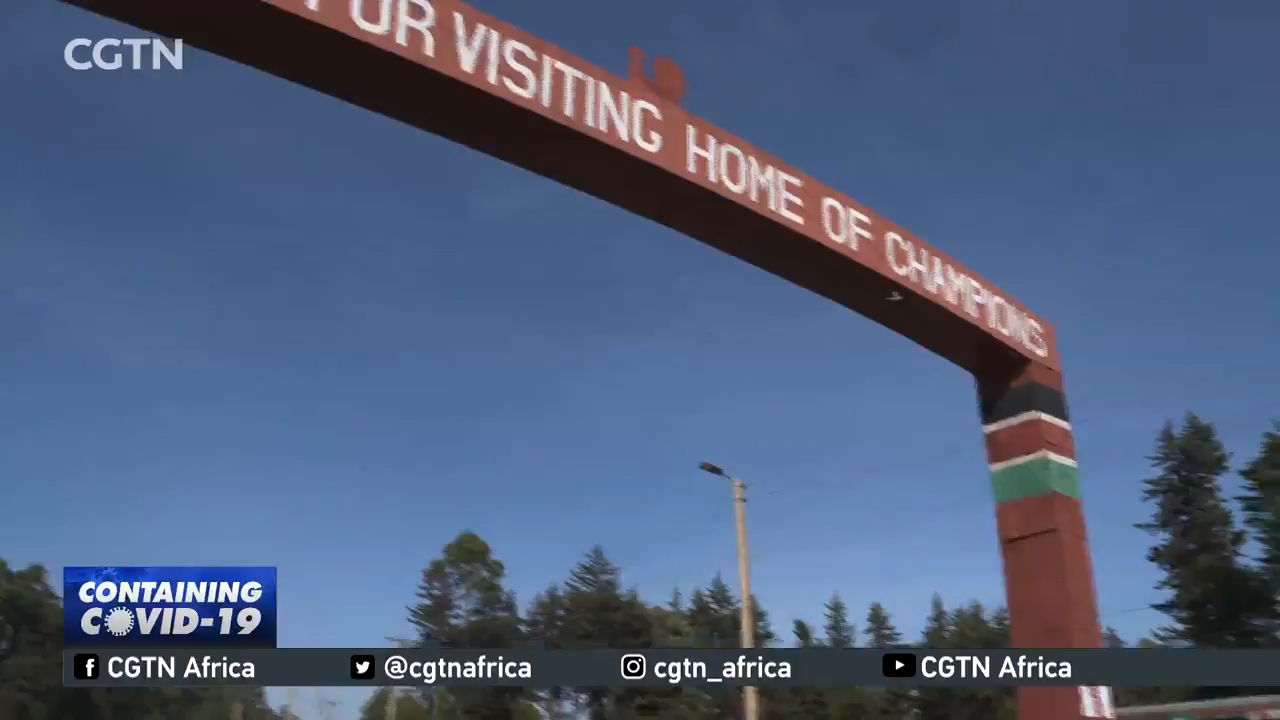 CGTN
FOR VISITING HOME OF CHAMPIONS
CONTAINING
COVID-19
CGTN Africa
@cgtnafrica
cgtn_africa
CGTN Africa